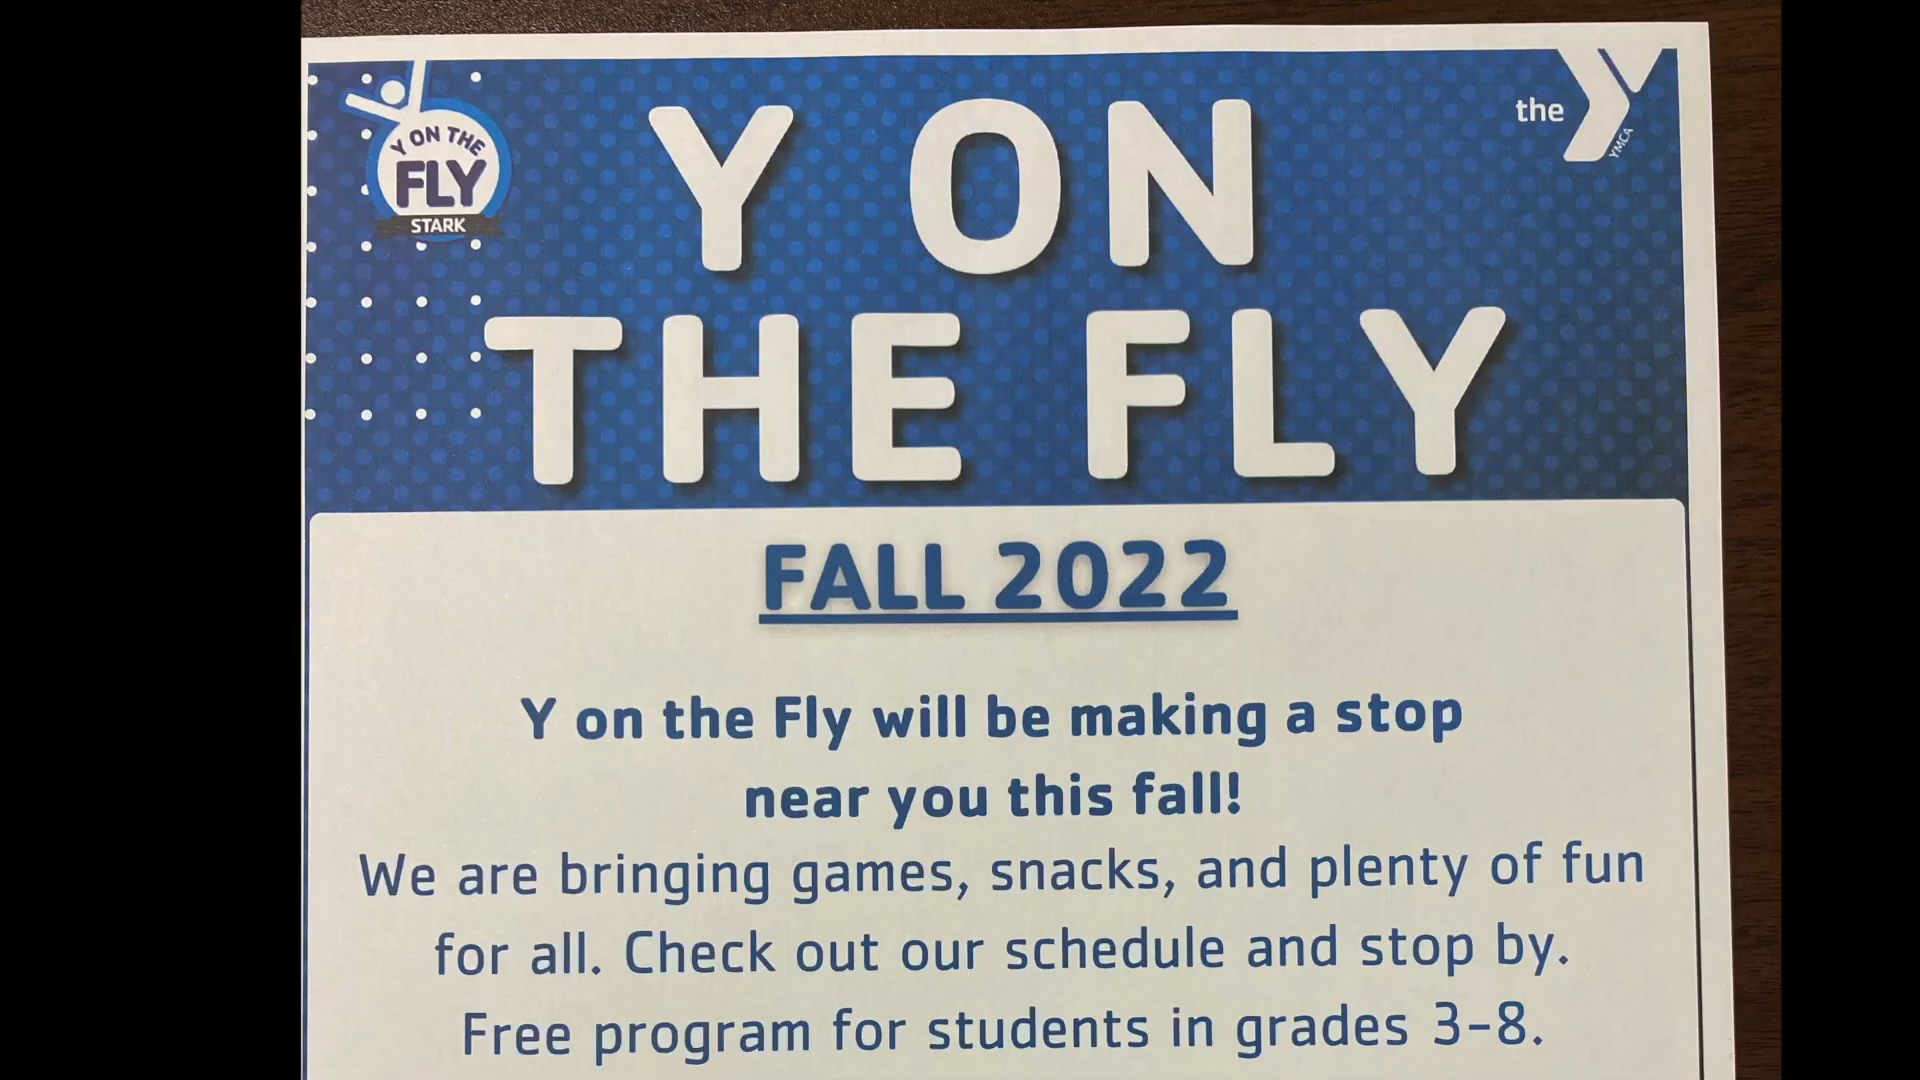 Y ON THE
FLY
STARK
the
YMCA
Y ON
THE FLY
FALL 2022
Y on the Fly will be making a stop
near you this fall!
We are bringing games, snacks, and plenty of fun
for all. Check out our schedule and stop by.
Free program for students in grades 3-8.